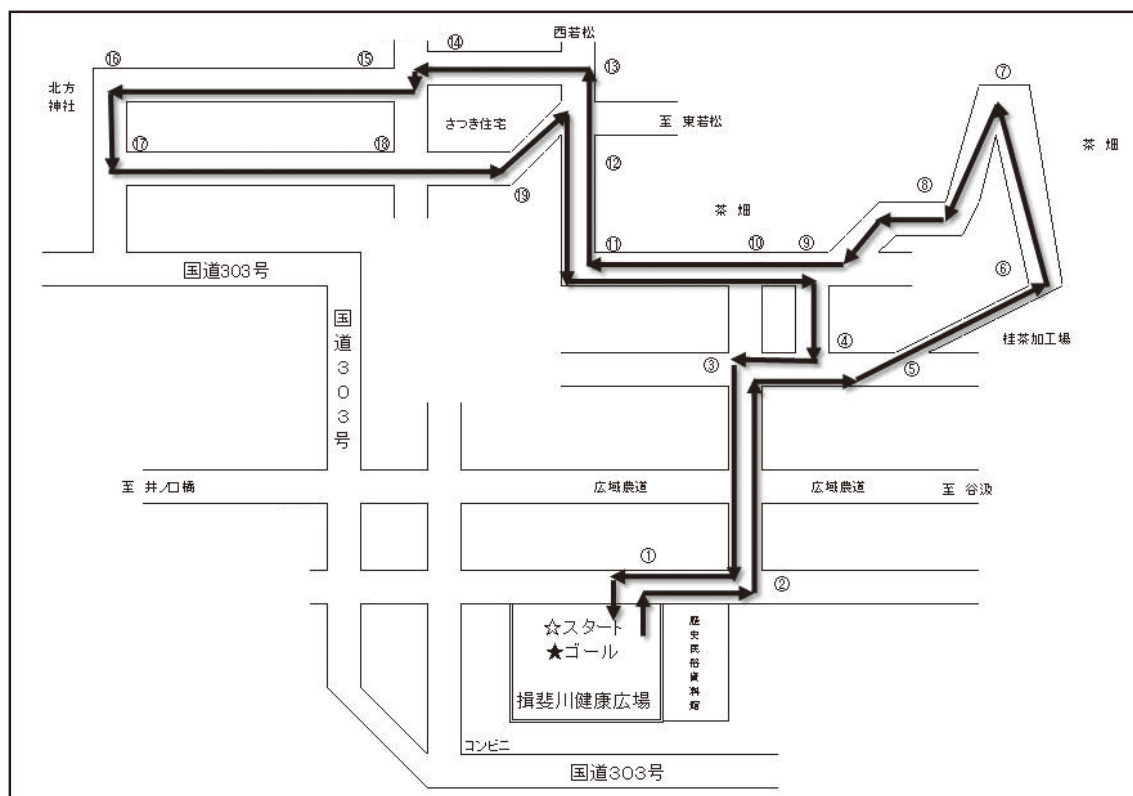 西若松
⑯
⑮
⑭
⑬
⑦
北方
神社
さつき住宅
至 東若松
⑰
⑱
⑫
茶 畑
⑲
⑧
茶 畑
⑪
⑩
⑨
国道303号
⑥
国道303号
④
桂茶加工場
③
⑤
至 井ノ口橋
広域農道
広域農道
至 谷汲
①
②
☆スタート
★ゴール
歴史民俗資料館
揖斐川健康広場
コンビニ
国道303号